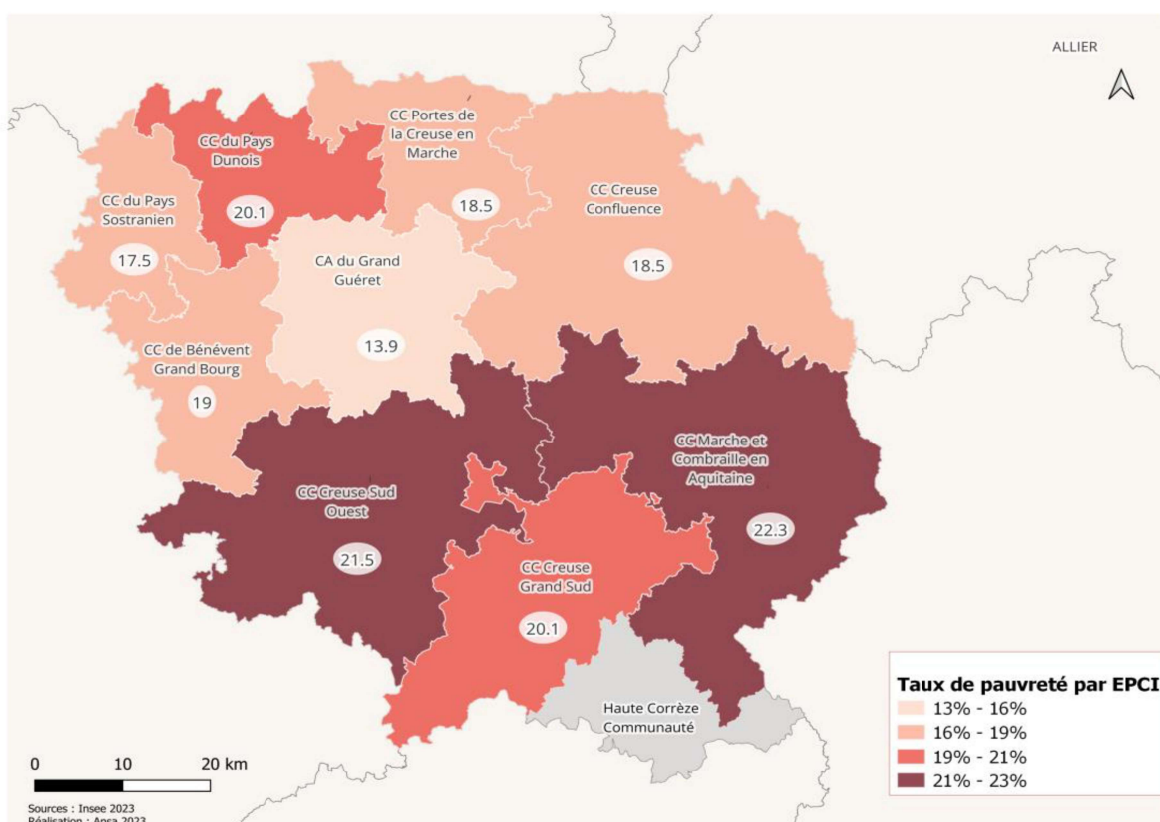 ALLIER
CC Portes de
la Creuse en
Marche
18.5
CC du Pays
Dunois
20.1
CC Creuse
Confluence
18.5
CC du Pays
Sostranien
17.5
CA du Grand
Guéret
13.9
CC de Bénévent
Grand Bourg
19
CC Marche et
Combraille en
Aquitaine
22.3
CC Creuse Sud
Ouest
21.5
CC Creuse
Grand Sud
20.1
Haute Corrèze
Communauté
Taux de pauvreté par EPCI
13% - 16%
16% - 19%
19% - 21%
21% - 23%
0 10 20 km
Sources : Insee 2023
Réalisation : Ansa 2023